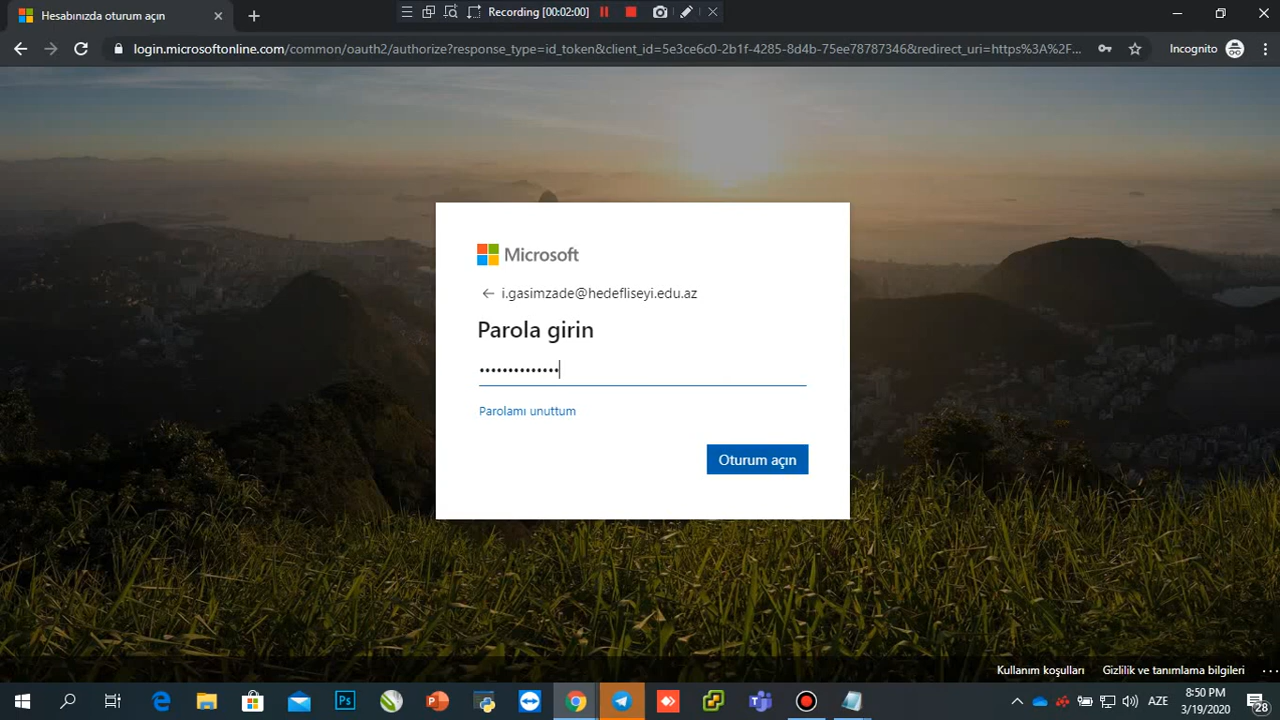 Hesabınızda oturum açın
Recording [00:02:00]
login.microsoftonline.com/common/oauth2/authorize?response_type=id_token&client_id=5e3ce6c0-2b1f-4285-8d4b-75ee78787346&redirect_uri=https%3A%2F...
Incognito
Microsoft
i.gasimzade@hedefliseyi.edu.az
Parola girin
••••••••••••••
Parolamı unuttum
Oturum açın
Kullanım koşulları
Gizlilik ve tanımlama bilgileri
...
AZE
8:50 PM
3/19/2020
28